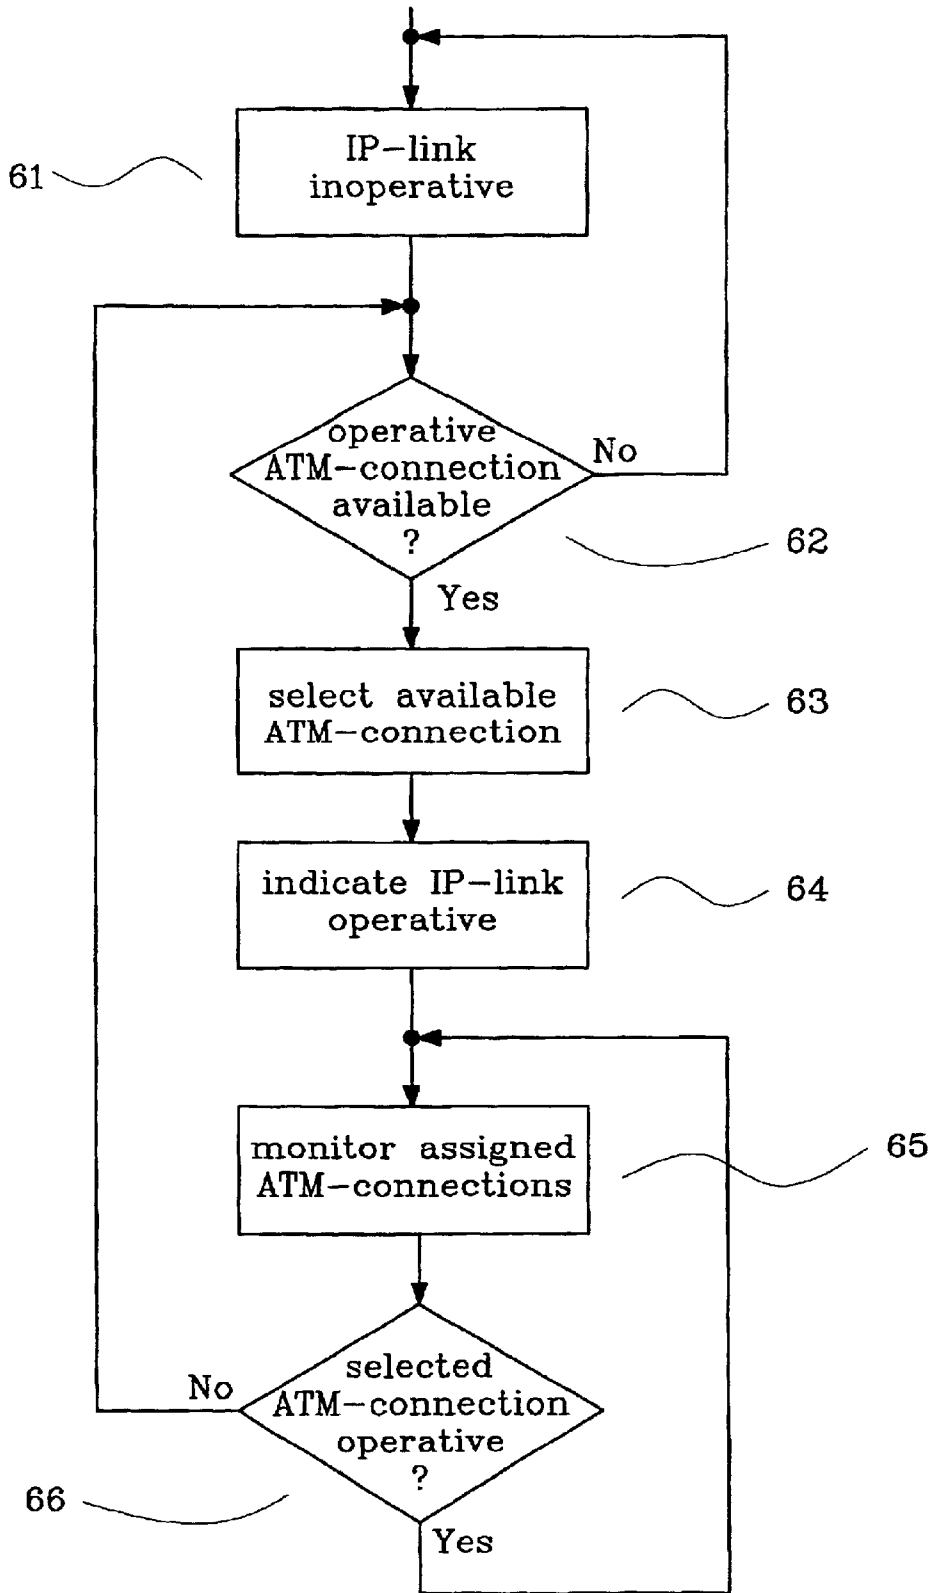 IP-link
inoperative
61
operative
ATM-connection
available
?
No
62
Yes
select available
ATM-connection
63
indicate IP-link
operative
64
monitor assigned
ATM-connections
65
selected
ATM-connection
operative
?
No
66
Yes